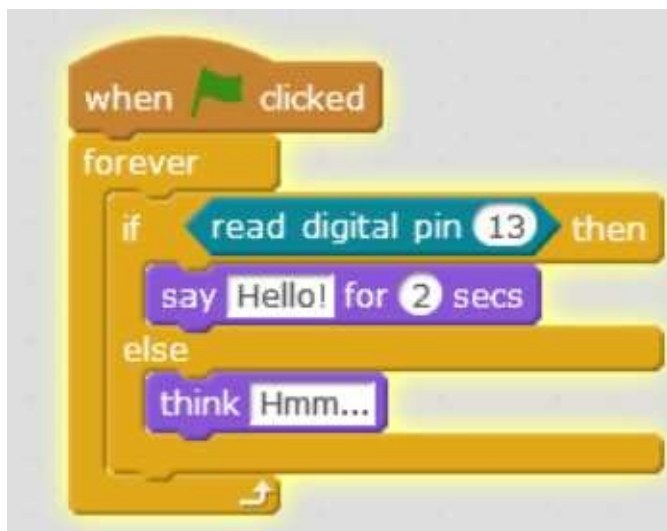 when clicked
forever
if read digital pin 13 then
say Hello! for 2 secs
else
think Hmm...